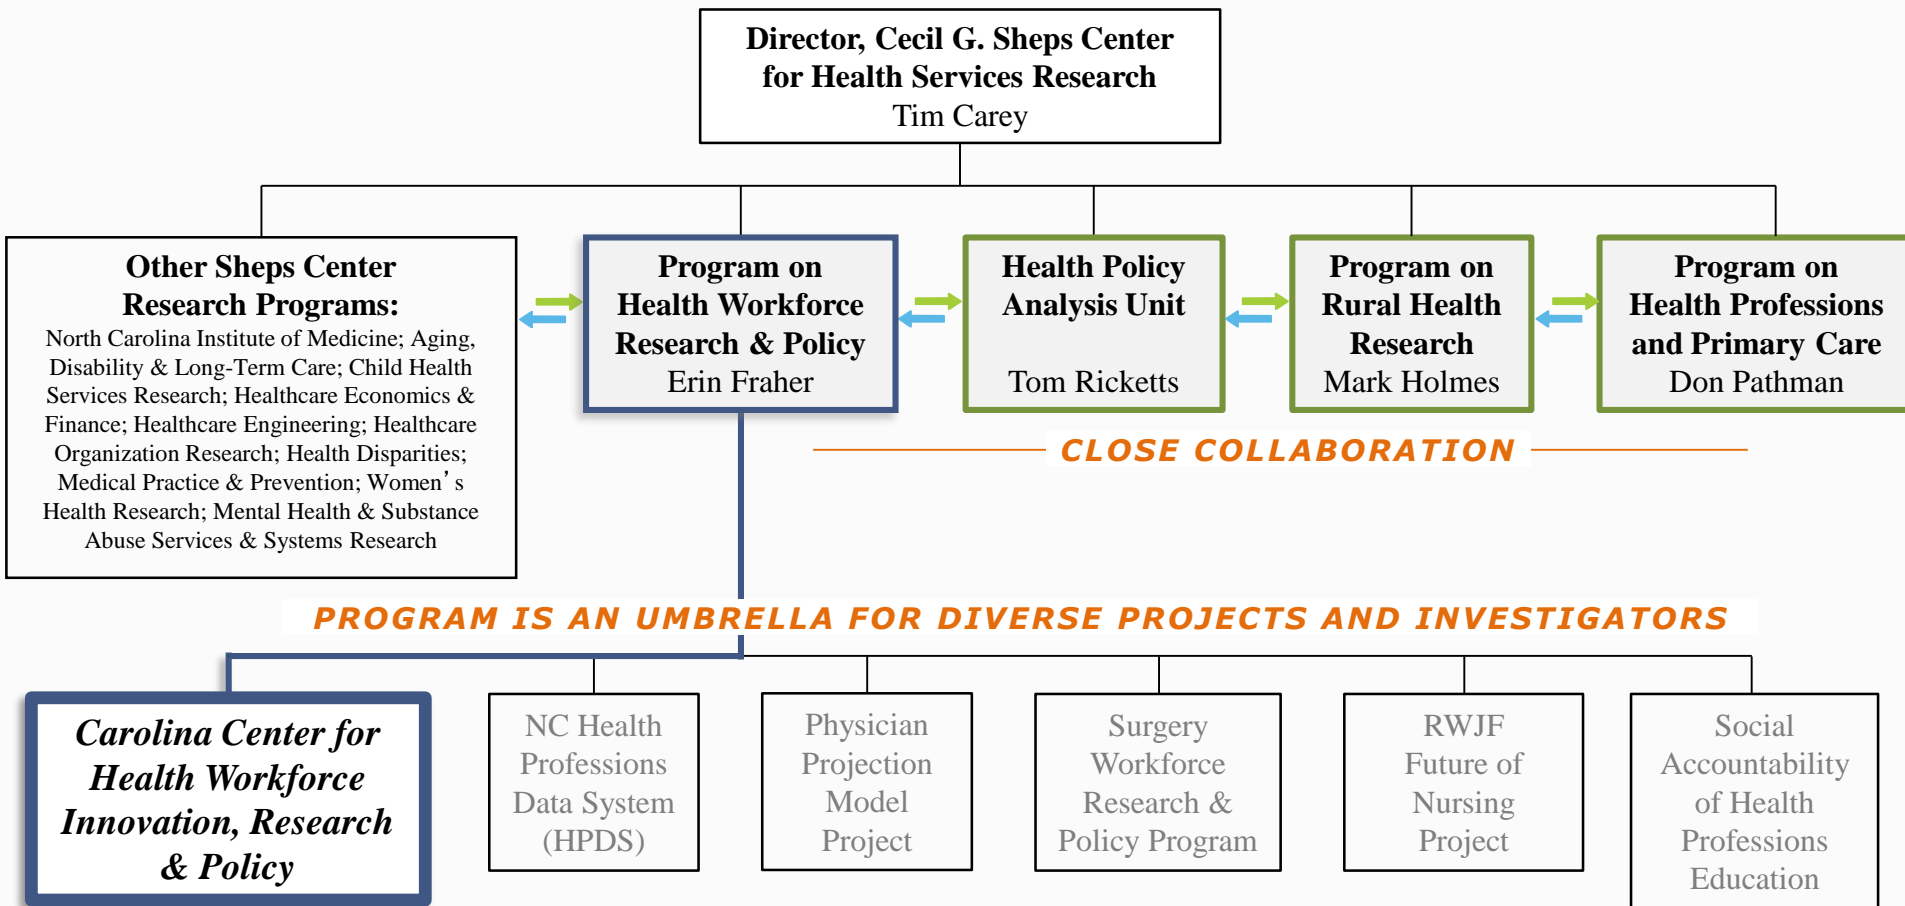 Director, Cecil G. Sheps Center
for Health Services Research
Tim Carey
Other Sheps Center
Research Programs:
North Carolina Institute of Medicine; Aging,
Disability & Long-Term Care; Child Health
Services Research; Healthcare Economics &
Finance; Healthcare Engineering; Healthcare
Organization Research; Health Disparities;
Medical Practice & Prevention; Women's
Health Research; Mental Health & Substance
Abuse Services & Systems Research
Program on
Health Workforce
Research & Policy
Erin Fraher
Health Policy
Analysis Unit
Tom Ricketts
Program on
Rural Health
Research
Mark Holmes
Program on
Health Professions
and Primary Care
Don Pathman
CLOSE COLLABORATION
PROGRAM IS AN UMBRELLA FOR DIVERSE PROJECTS AND INVESTIGATORS
Carolina Center for
Health Workforce
Innovation, Research
& Policy
NC Health
Professions
Data System
(HPDS)
Physician
Projection
Model
Project
Surgery
Workforce
Research &
Policy Program
RWJF
Future of
Nursing
Project
Social
Accountability
of Health
Professions
Education